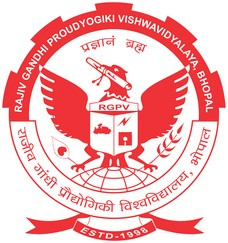 RAJIV GANDHI PROUDYOGIKI VISHWAVIDYALAYA, BHOPAL
प्रज्ञानं ब्रह्म
RGPV
राजीव गांधी प्रौद्योगिकी विश्वविद्यालय, भोपाल
ESTD-1998